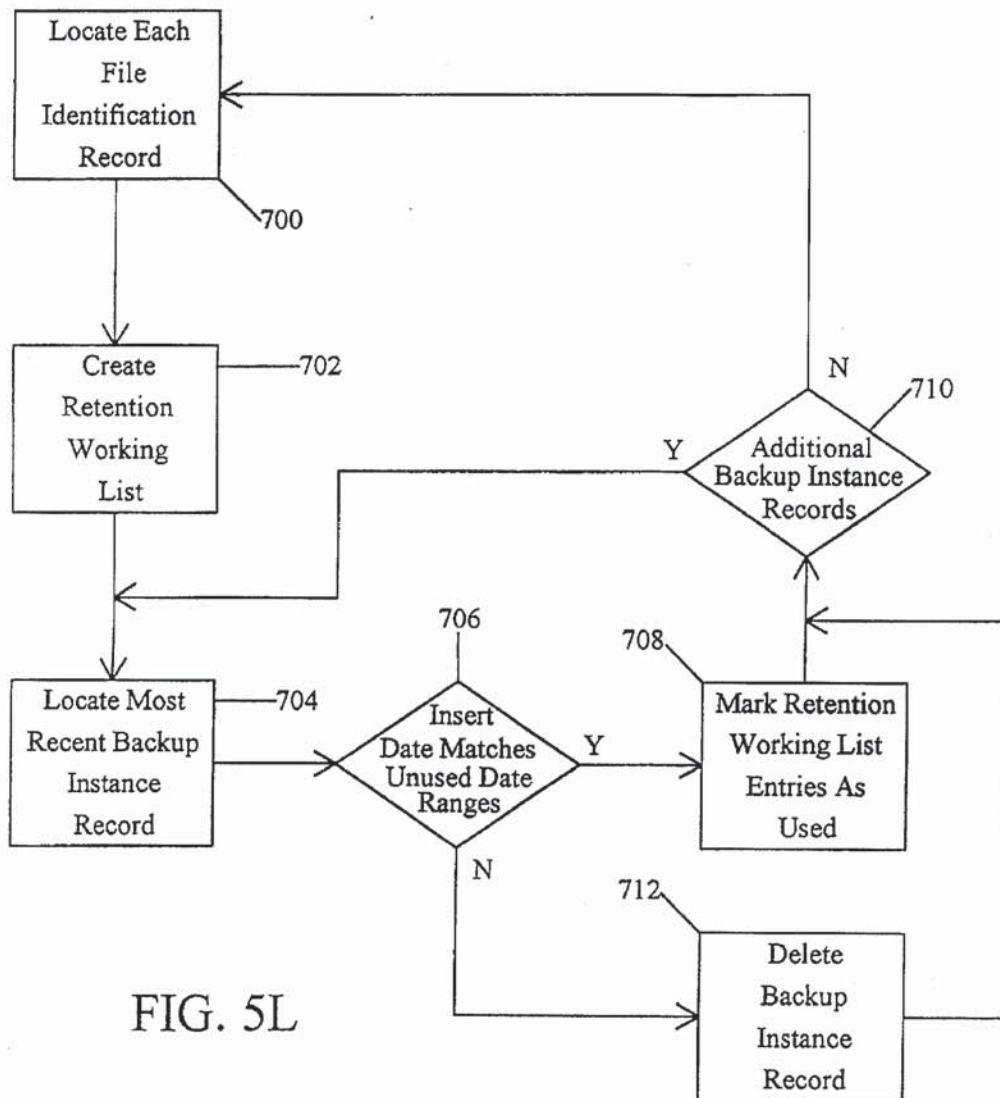 Locate Each
File
Identification
Record
700
Create
Retention
Working
List
702
N
710
Y
Additional
Backup Instance
Records
706
708
Locate Most
Recent Backup
Instance
Record
704
Insert
Date Matches
Unused Date
Ranges
Y
Mark Retention
Working List
Entries As
Used
N
712
Delete
Backup
Instance
Record
FIG. 5L